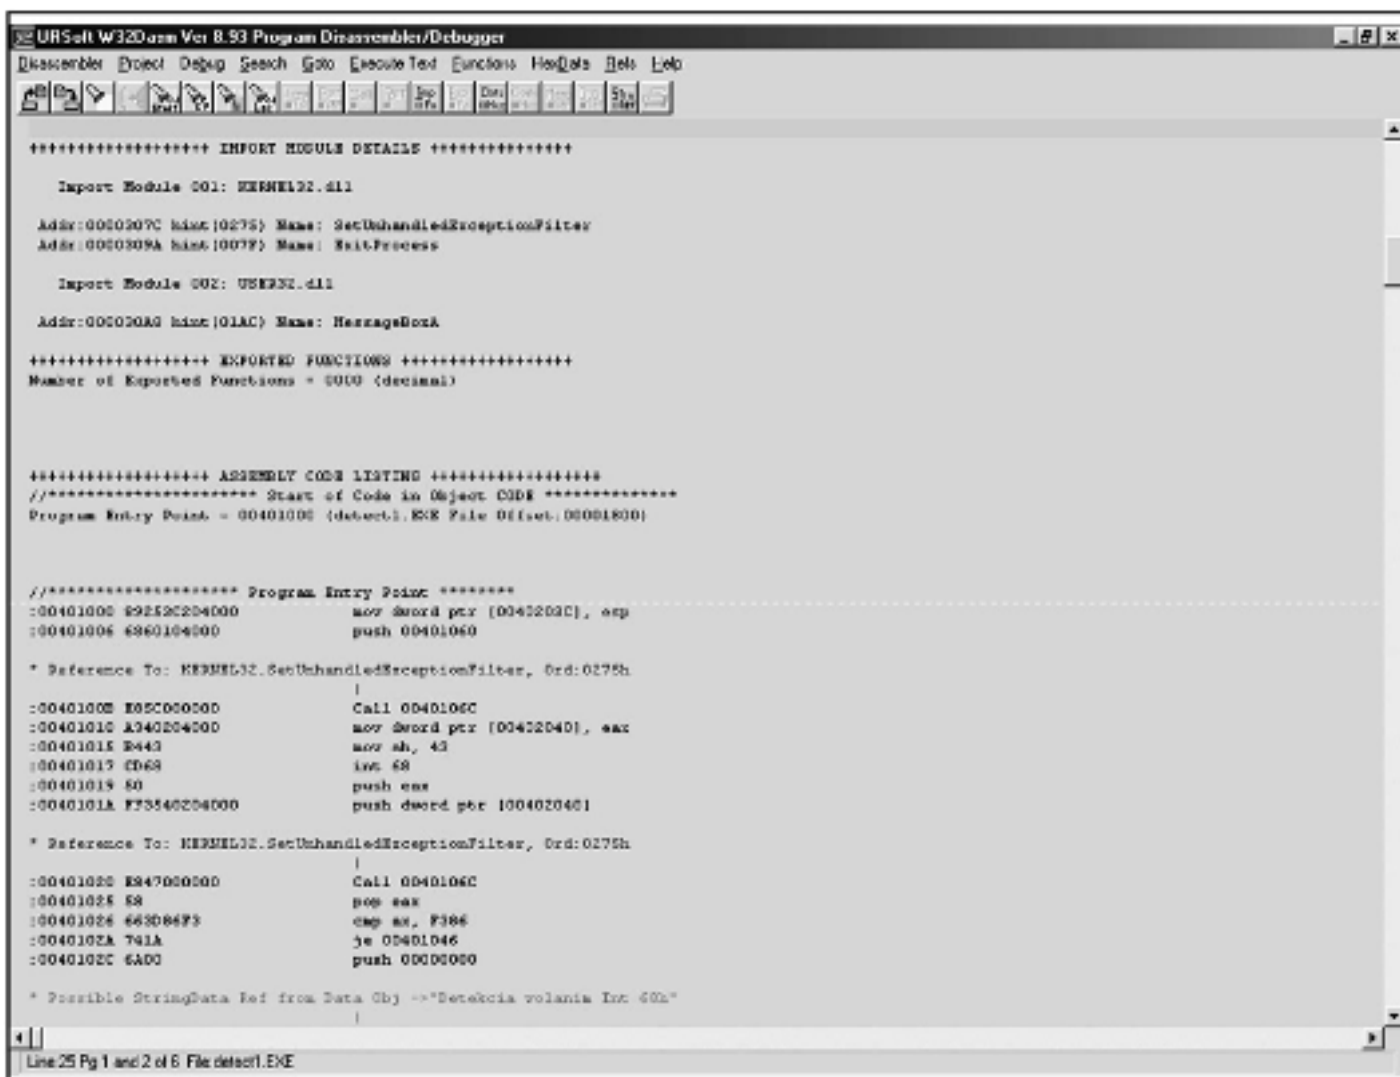 URSoft W32Dasm Ver 8.93 Program Disassembler/Debugger
Disassembler Project Debug Search Goto Execute Text Functions HexData Refs Help
++++++++++++++++++ IMPORT MODULE DETAILS +++++++++++++++
Import Module 001: KERNEL32.dll
Addr:0000307C hint(0275) Name: SetUnhandledExceptionFilter
Addr:0000309A hint(007F) Name: ExitProcess
Import Module 002: USER32.dll
Addr:000030A8 hint(01AC) Name: MessageBoxA
++++++++++++++++++ EXPORTED FUNCTIONS ++++++++++++++++++
Number of Exported Functions = 0000 (decimal)
++++++++++++++++++ ASSEMBLY CODE LISTING ++++++++++++++++++
//********************** Start of Code in Object CODE **************
Program Entry Point = 00401000 (detect1.EXE File Offset:00001800)
//******************** Program Entry Point ********
:00401000 89253C204000 mov dword ptr [0040203C], esp
:00401006 6860104000 push 00401060
* Reference To: KERNEL32.SetUnhandledExceptionFilter, Ord:0275h
|
:0040100B E85C000000 Call 0040106C
:00401010 A340204000 mov dword ptr [00402040], eax
:00401015 B443 mov ah, 43
:00401017 CD68 int 68
:00401019 50 push eax
:0040101A FF3540204000 push dword ptr [00402040]
* Reference To: KERNEL32.SetUnhandledExceptionFilter, Ord:0275h
|
:00401020 E847000000 Call 0040106C
:00401025 58 pop eax
:00401026 663D86F3 cmp ax, F386
:0040102A 741A je 00401046
:0040102C 6A00 push 00000000
* Possible StringData Ref from Data Obj ->"Detekcia volanim Int 68h"
|
Line:25 Pg 1 and 2 of 6 File:detect1.EXE